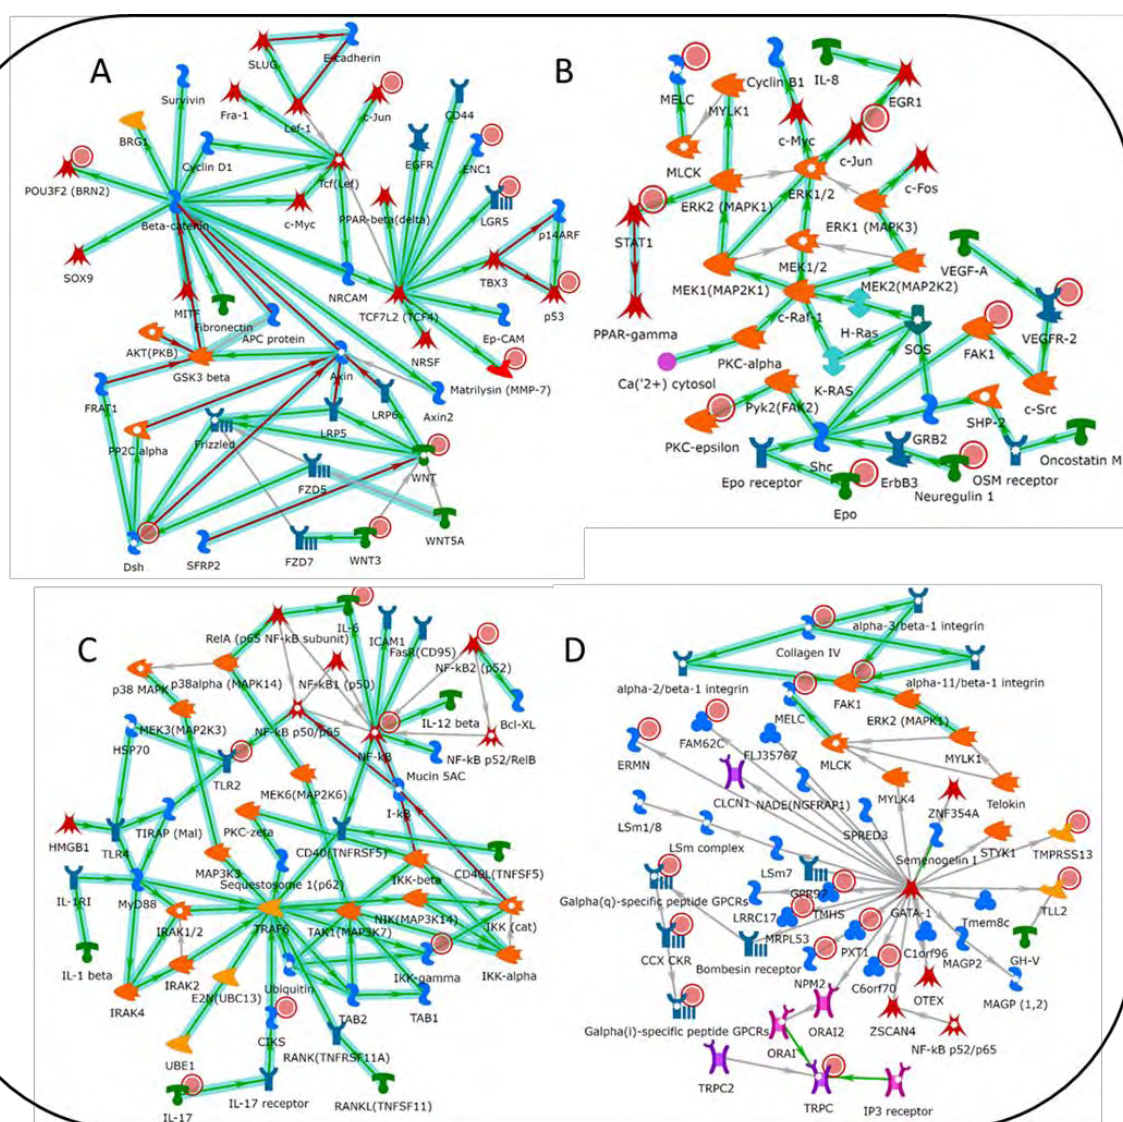 A
SLUG
E-cadherin
Survivin
Fra-1
Lef-1
c-Jun
CD44
BRG1
Cyclin D1
EGFR
ENC1
Tcf(Lef)
POU3F2 (BRN2)
Beta-catenin
c-Myc
PPAR-beta(delta)
LGR5
p14ARF
SOX9
TBX3
NRCAM
MITF
Fibronectin
TCF7L2 (TCF4)
p53
APC protein
Ep-CAM
AKT(PKB)
NRSF
GSK3 beta
Axin
Matrilysin (MMP-7)
FRAT1
LRP6
Axin2
PP2C alpha
Frizzled
LRP5
FZD5
WNT
Dsh
SFRP2
FZD7
WNT3
WNT5A
B
MELC
MYLK1
Cyclin B1
IL-8
EGR1
c-Myc
c-Jun
MLCK
c-Fos
ERK2 (MAPK1)
ERK1/2
ERK1 (MAPK3)
STAT1
MEK1/2
VEGF-A
MEK1(MAP2K1)
MEK2(MAP2K2)
c-Raf-1
H-Ras
PPAR-gamma
SOS
VEGFR-2
FAK1
PKC-alpha
Ca('2+) cytosol
K-RAS
Pyk2(FAK2)
c-Src
SHP-2
PKC-epsilon
GRB2
Shc
Oncostatin M
Epo receptor
ErbB3
OSM receptor
Neuregulin 1
Epo
C
RelA (p65 NF-kB subunit)
IL-6
ICAM1
FasR(CD95)
NF-kB2 (p52)
p38 MAPK
p38alpha (MAPK14)
NF-kB1 (p50)
IL-12 beta
Bcl-XL
MEK3(MAP2K3)
NF-kB p50/p65
HSP70
NF-kB
NF-kB p52/RelB
Mucin 5AC
TLR2
MEK6(MAP2K6)
I-kB
TIRAP (Mal)
PKC-zeta
HMGB1
TLR4
CD40(TNFRSF5)
MAP3K3
IKK-beta
CD40L(TNFSF5)
Sequestosome 1(p62)
IL-1RI
MyD88
NIK(MAP3K14)
IRAK1/2
TRAF6
TAK1(MAP3K7)
IKK (cat)
IL-1 beta
IRAK2
IKK-gamma
IKK-alpha
Ubiquitin
E2N(UBC13)
IRAK4
TAB2
TAB1
CIKS
UBE1
RANK(TNFRSF11A)
IL-17
IL-17 receptor
RANKL(TNFSF11)
D
alpha-3/beta-1 integrin
Collagen IV
alpha-2/beta-1 integrin
alpha-11/beta-1 integrin
FAK1
MELC
ERK2 (MAPK1)
FAM62C
FLJ35767
ERMN
MLCK
MYLK1
CLCN1
NADE(NGFRAP1)
MYLK4
Telokin
ZNF354A
LSm1/8
SPRED3
LSm complex
Semenogelin I
STYK1
TMPRSS13
LSm7
GPR97
Galpha(q)-specific peptide GPCRs
LRRC17
TMHS
GATA-1
Tmem8c
TLL2
MRPL53
CCX CKR
PXT1
C1orf96
Bombesin receptor
MAGP2
GH-V
NPM2
C6orf70
OTEX
MAGP (1,2)
Galpha(i)-specific peptide GPCRs
ORAI2
ZSCAN4
ORAI
NF-kB p52/p65
TRPC2
TRPC
IP3 receptor